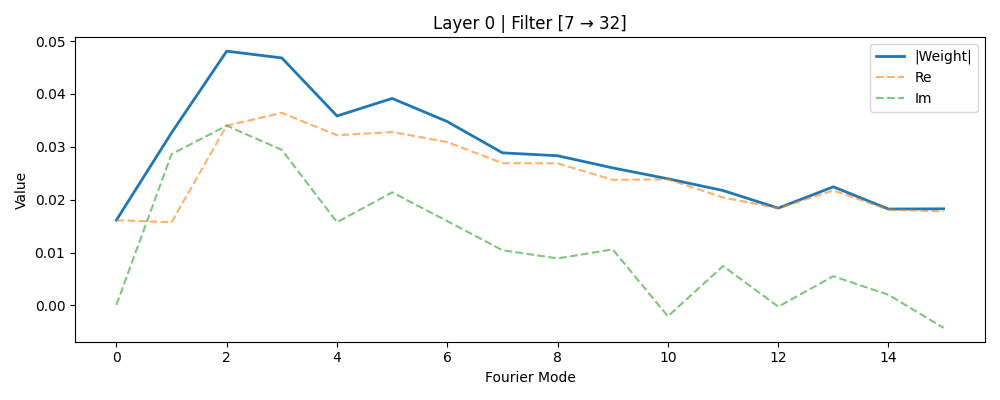 Layer 0 | Filter [7 → 32]
|Weight|
Re
Im
Value
0.05
0.04
0.03
0.02
0.01
0.00
0 2 4 6 8 10 12 14
Fourier Mode